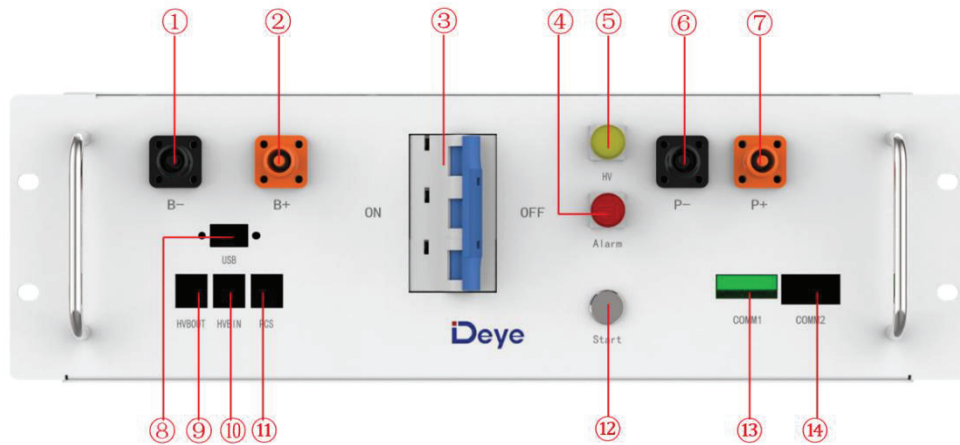 ① ② ③ ④ ⑤ ⑥ ⑦
B- B+ ON OFF HV P- P+
Alarm
USB
HVBOUT HVBIN PCS COMM1 COMM2
Deye Start
⑧ ⑨ ⑩ ⑪ ⑫ ⑬ ⑭